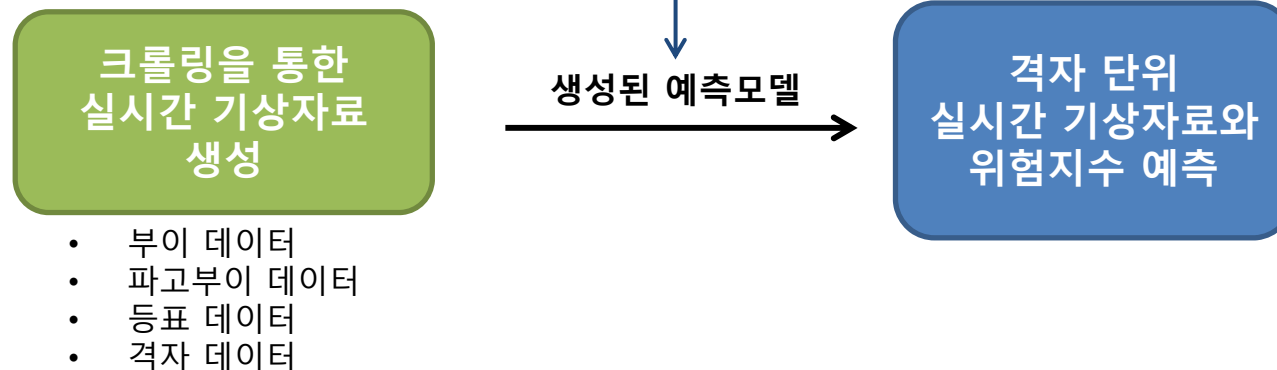 크롤링을 통한
실시간 기상자료
생성
생성된 예측모델
격자 단위
실시간 기상자료와
위험지수 예측
• 부이 데이터
• 파고부이 데이터
• 등표 데이터
• 격자 데이터